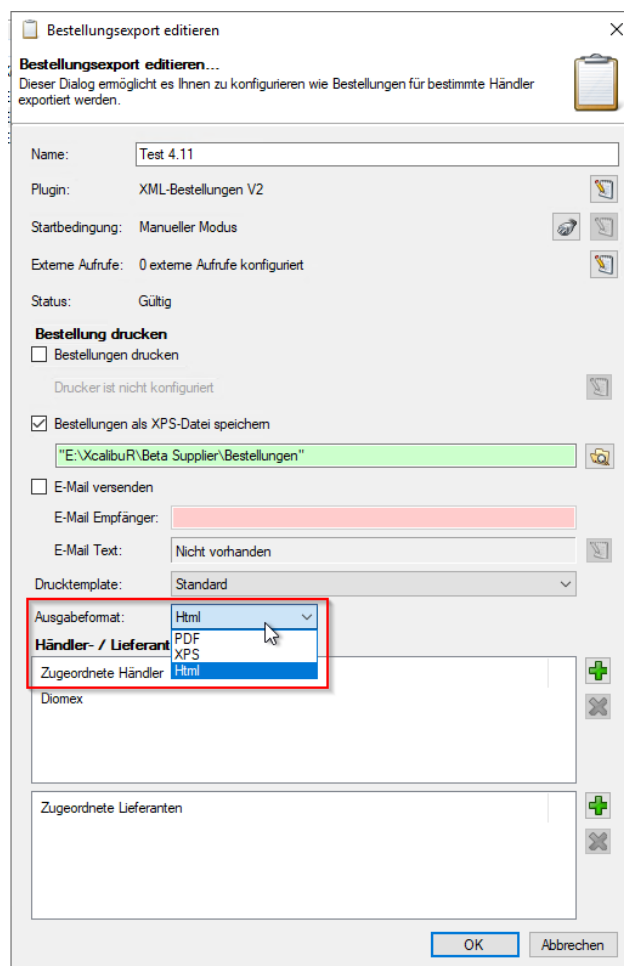 Bestellungsexport editieren
Bestellungsexport editieren...
Dieser Dialog ermöglicht es Ihnen zu konfigurieren wie Bestellungen für bestimmte Händler
exportiert werden.
Name: Test 4.11
Plugin: XML-Bestellungen V2
Startbedingung: Manueller Modus
Externe Aufrufe: 0 externe Aufrufe konfiguriert
Status: Gültig
Bestellung drucken
Bestellungen drucken
Drucker ist nicht konfiguriert
Bestellungen als XPS-Datei speichern
"E:\XcalibuR\Beta Supplier\Bestellungen"
E-Mail versenden
E-Mail Empfänger:
E-Mail Text: Nicht vorhanden
Drucktemplate: Standard
Ausgabeformat: Html
PDF
Händler- / Lieferant
XPS
Zugeordnete Händler Html
Diomex
Zugeordnete Lieferanten
OK Abbrechen